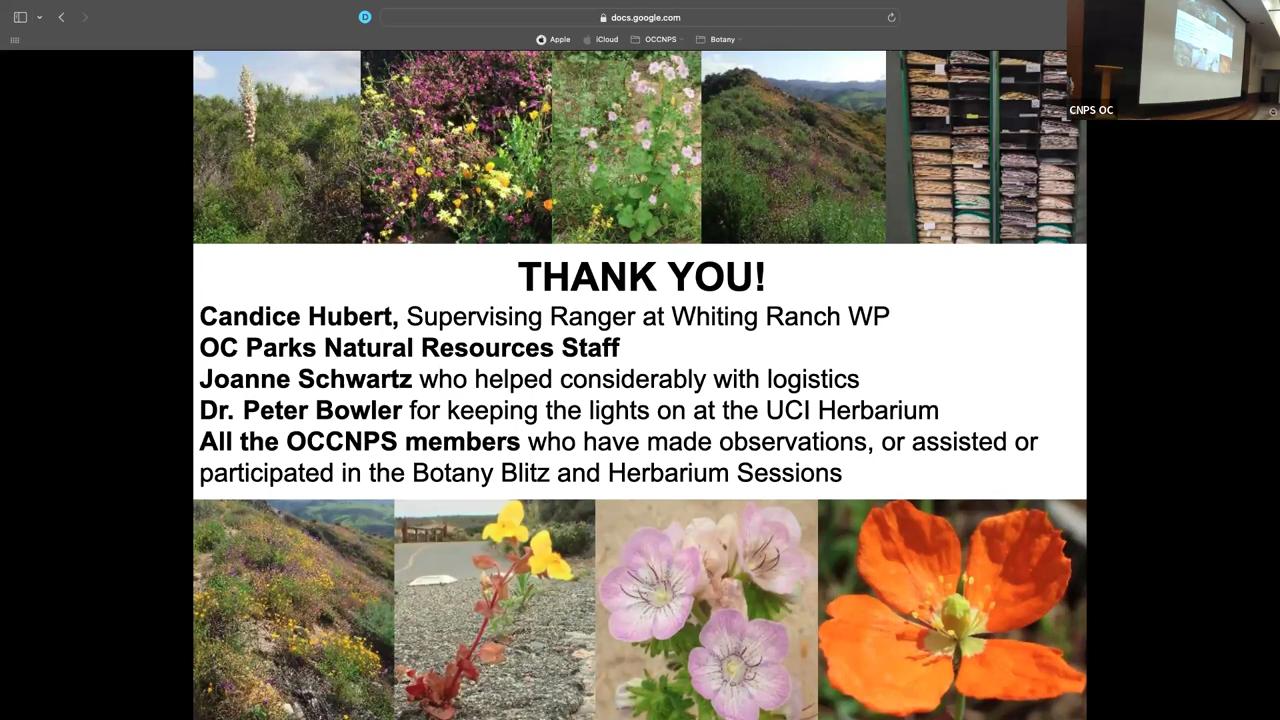 docs.google.com
Apple iCloud OCCNPS Botany
CNPS OC
THANK YOU!
Candice Hubert, Supervising Ranger at Whiting Ranch WP
OC Parks Natural Resources Staff
Joanne Schwartz who helped considerably with logistics
Dr. Peter Bowler for keeping the lights on at the UCI Herbarium
All the OCCNPS members who have made observations, or assisted or
participated in the Botany Blitz and Herbarium Sessions